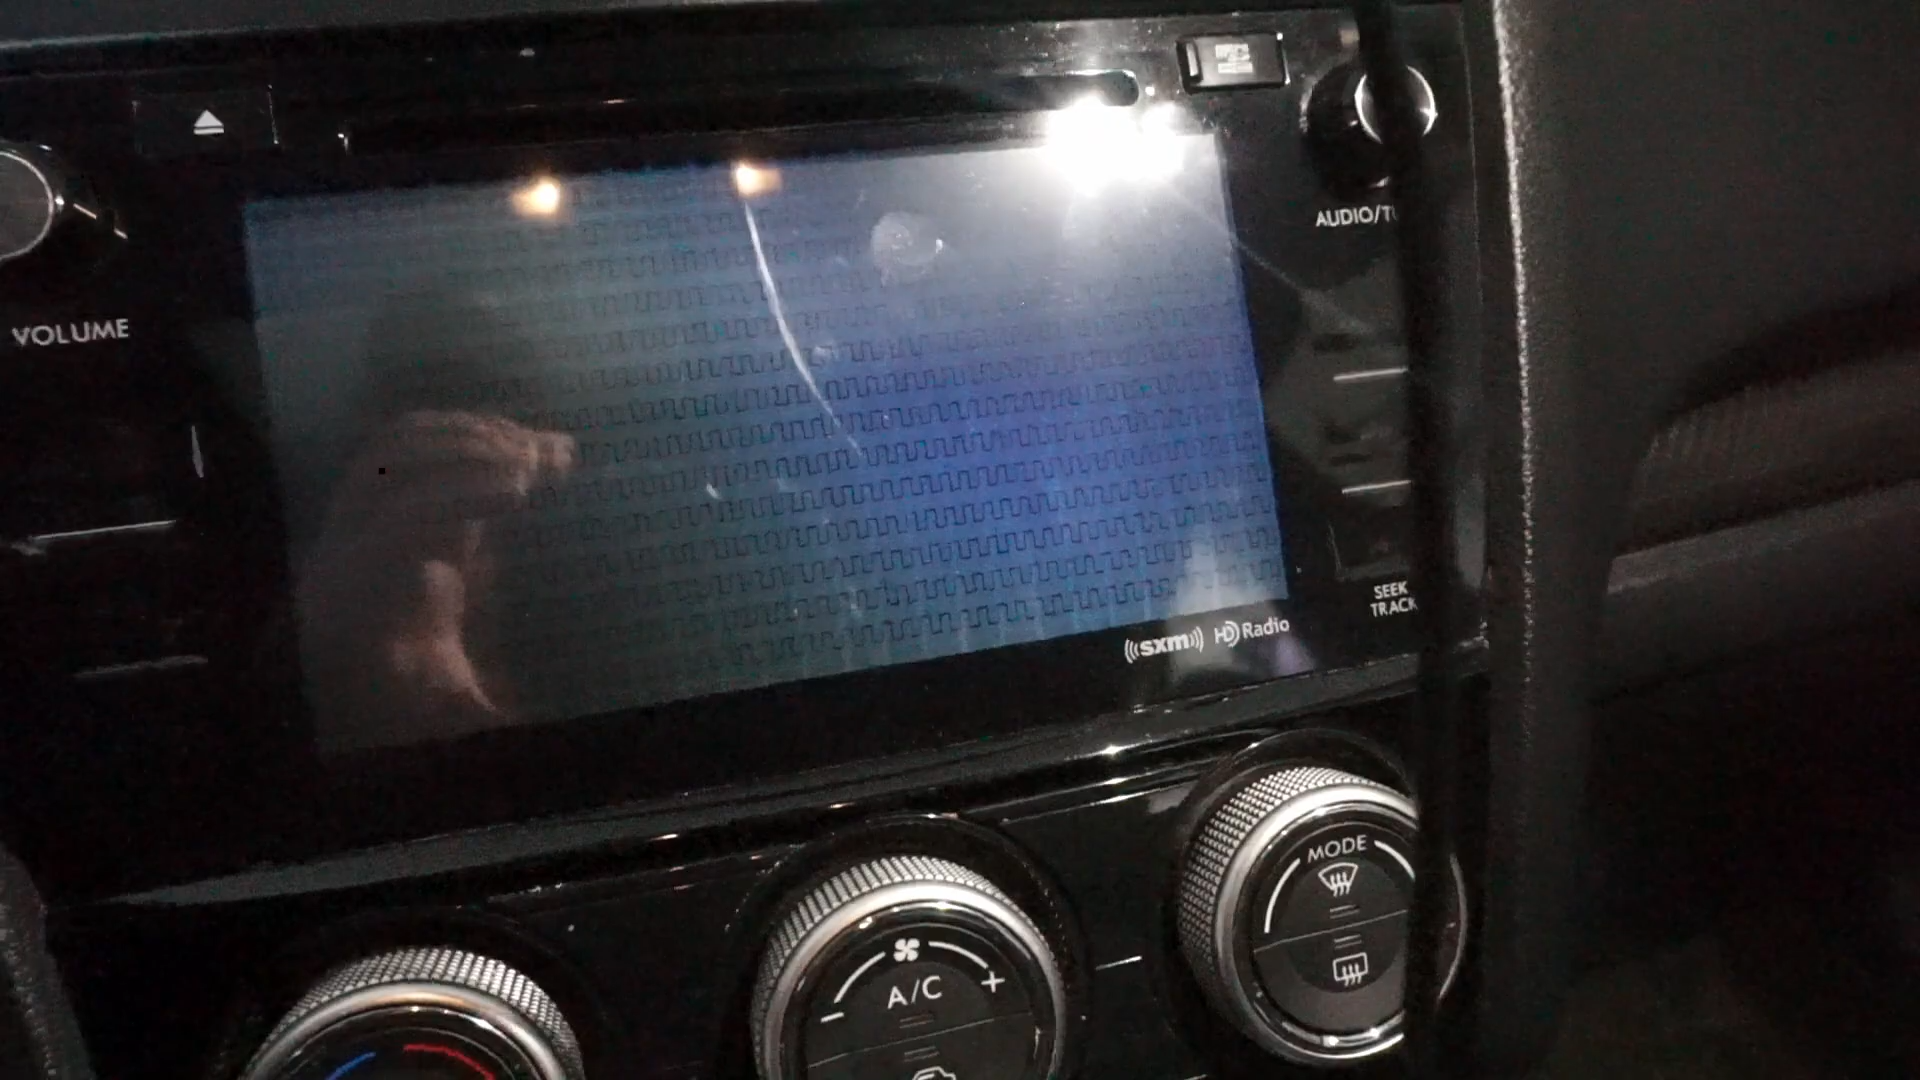 AUDIO/TU
VOLUME
SEEK
TRACK
((sxm)) HD Radio
MODE
A/C
- +